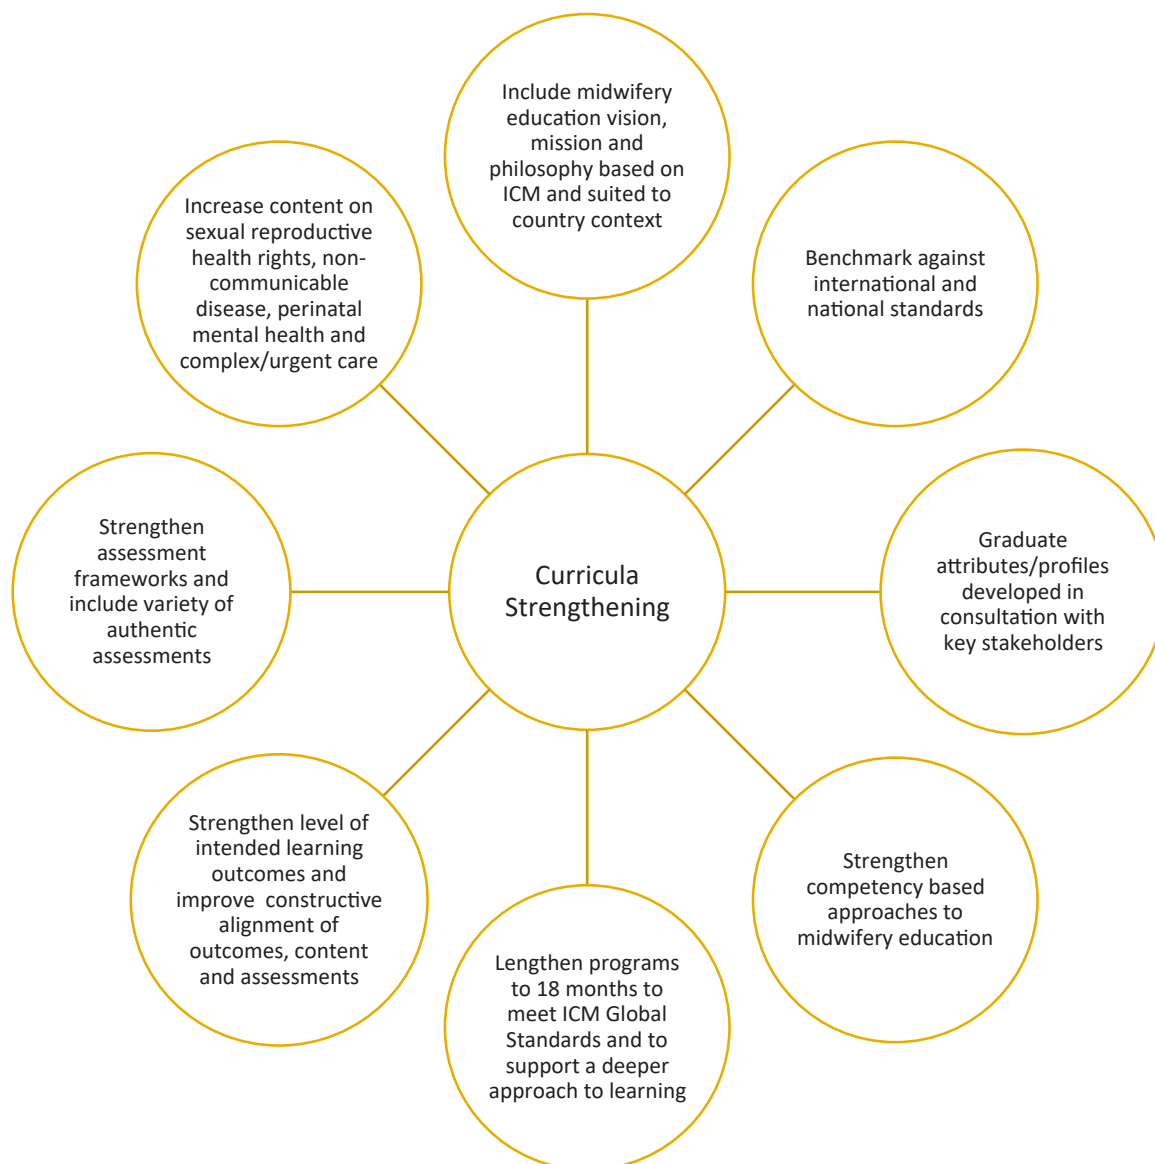 Include midwifery
education vision,
mission and
philosophy based on
ICM and suited to
country context
Benchmark against
international and
national standards
Graduate
attributes/profiles
developed in
consultation with
key stakeholders
Strengthen
competency based
approaches to
midwifery education
Lengthen programs
to 18 months to
meet ICM Global
Standards and to
support a deeper
approach to learning
Strengthen level of
intended learning
outcomes and
improve constructive
alignment of
outcomes, content
and assessments
Strengthen
assessment
frameworks and
include variety of
authentic
assessments
Increase content on
sexual reproductive
health rights, non-
communicable
disease, perinatal
mental health and
complex/urgent care
Curricula
Strengthening